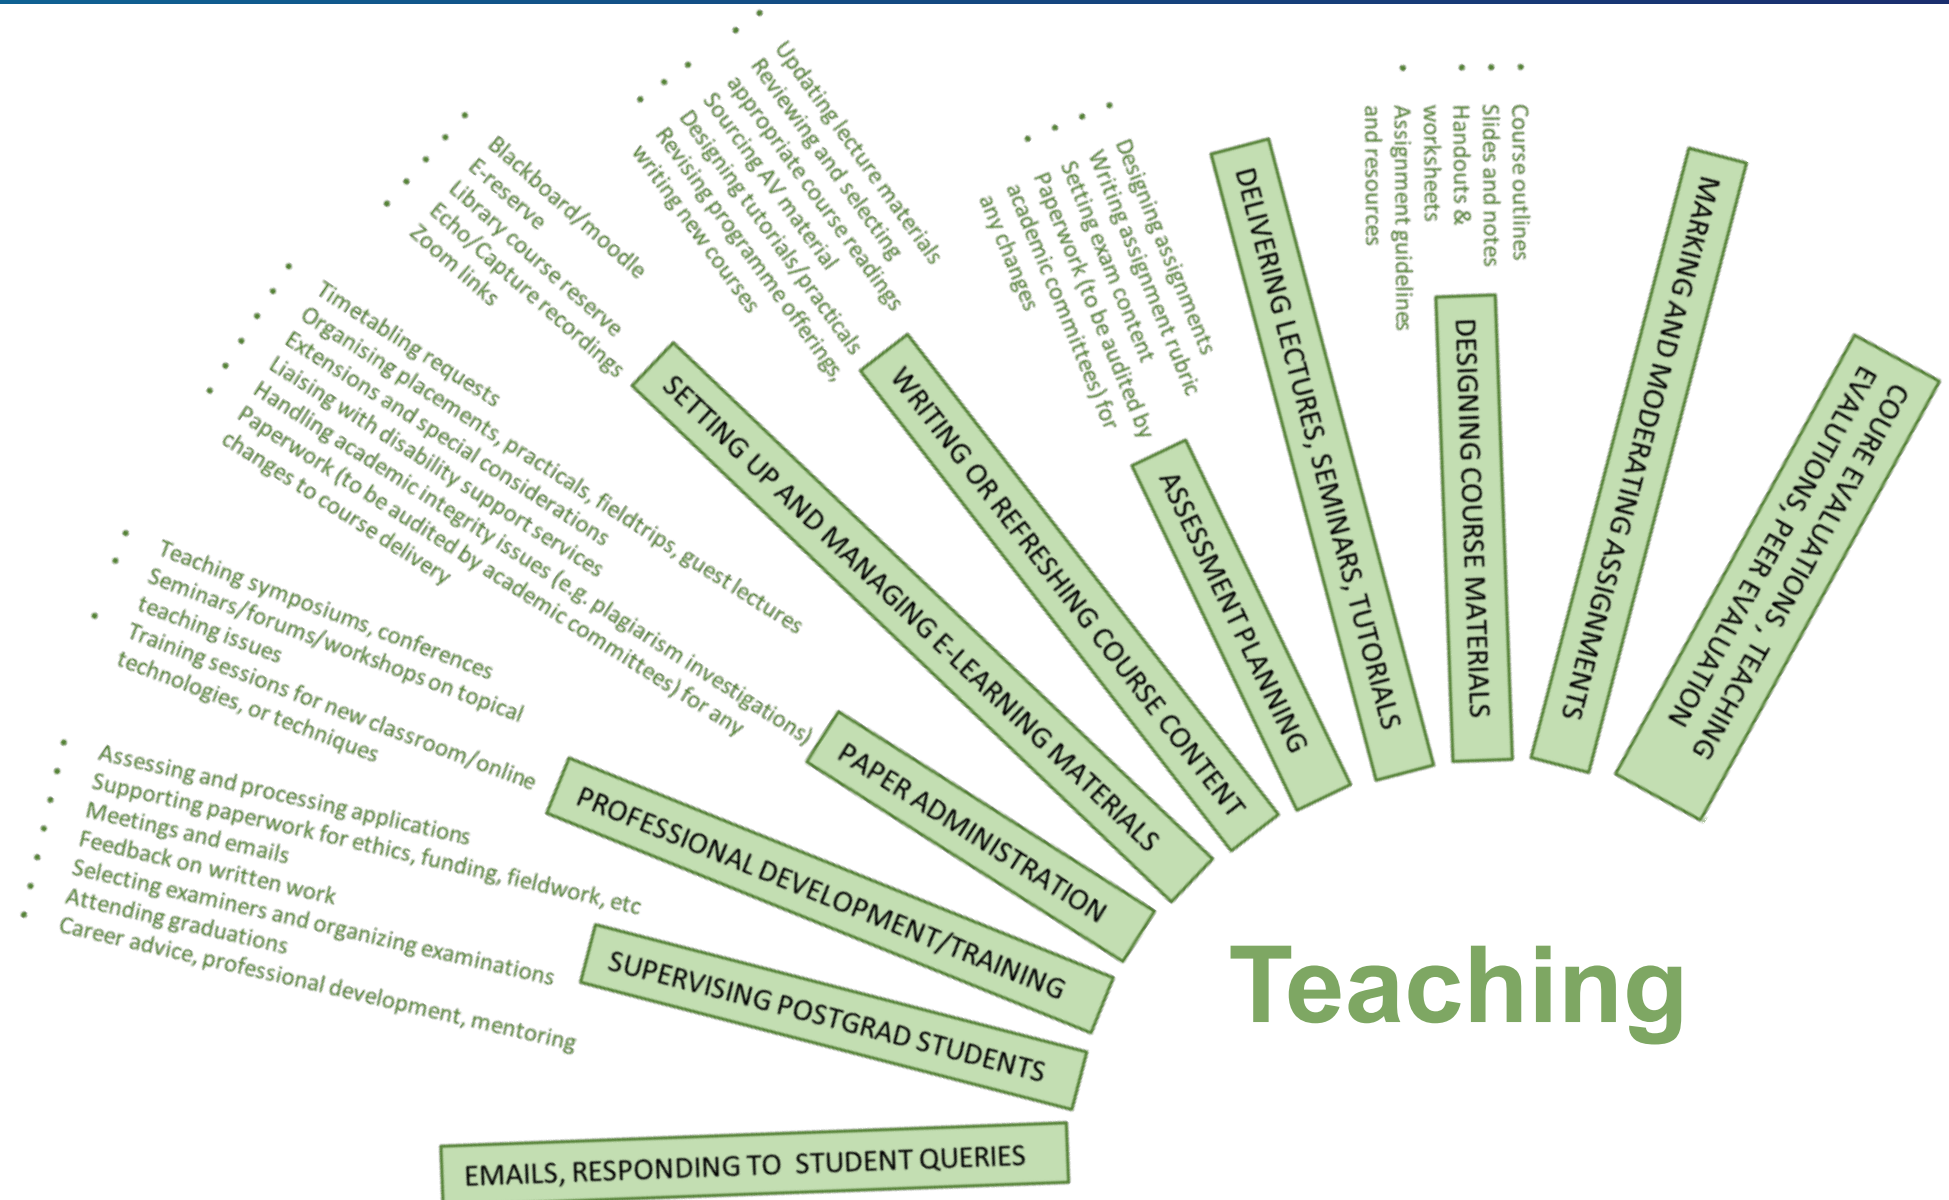 Teaching
EMAILS, RESPONDING TO STUDENT QUERIES
SUPERVISING POSTGRAD STUDENTS
• Assessing and processing applications
• Supporting paperwork for ethics, funding, fieldwork, etc
• Meetings and emails
• Feedback on written work
• Selecting examiners and organizing examinations
• Attending graduations
• Career advice, professional development, mentoring
PROFESSIONAL DEVELOPMENT/TRAINING
• Teaching symposiums, conferences
• Seminars/forums/workshops on topical
teaching issues
• Training sessions for new classroom/online
technologies, or techniques
PAPER ADMINISTRATION
• Timetabling requests
• Organising placements, practicals, fieldtrips, guest lectures
• Extensions and special considerations
• Liaising with disability support services
• Handling academic integrity issues (e.g. plagiarism investigations)
• Paperwork (to be audited by academic committees) for any
changes to course delivery
SETTING UP AND MANAGING E-LEARNING MATERIALS
• Blackboard/moodle
• E-reserve
• Library course reserve
• Echo/Capture recordings
• Zoom links
WRITING OR REFRESHING COURSE CONTENT
• Updating lecture materials
• Reviewing and selecting
appropriate course readings
• Sourcing AV material
• Designing tutorials/practicals
• Revising programme offerings,
writing new courses
ASSESSMENT PLANNING
• Designing assignments
• Writing assignment rubric
• Setting exam content
• Paperwork (to be audited by
academic committees) for
any changes
DELIVERING LECTURES, SEMINARS, TUTORIALS
DESIGNING COURSE MATERIALS
• Course outlines
• Slides and notes
• Handouts &
worksheets
• Assignment guidelines
and resources
MARKING AND MODERATING ASSIGNMENTS
COURE EVALUATIONS , TEACHING
EVALUTIONS, PEER EVALUATION